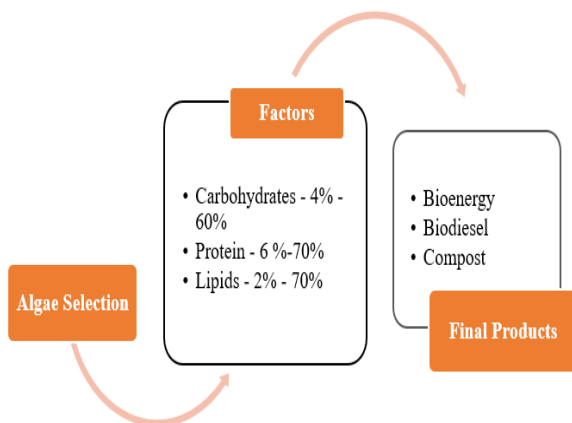 Algae Selection
Factors
• Carbohydrates - 4% -
60%
• Protein - 6 %-70%
• Lipids - 2% - 70%
• Bioenergy
• Biodiesel
• Compost
Final Products